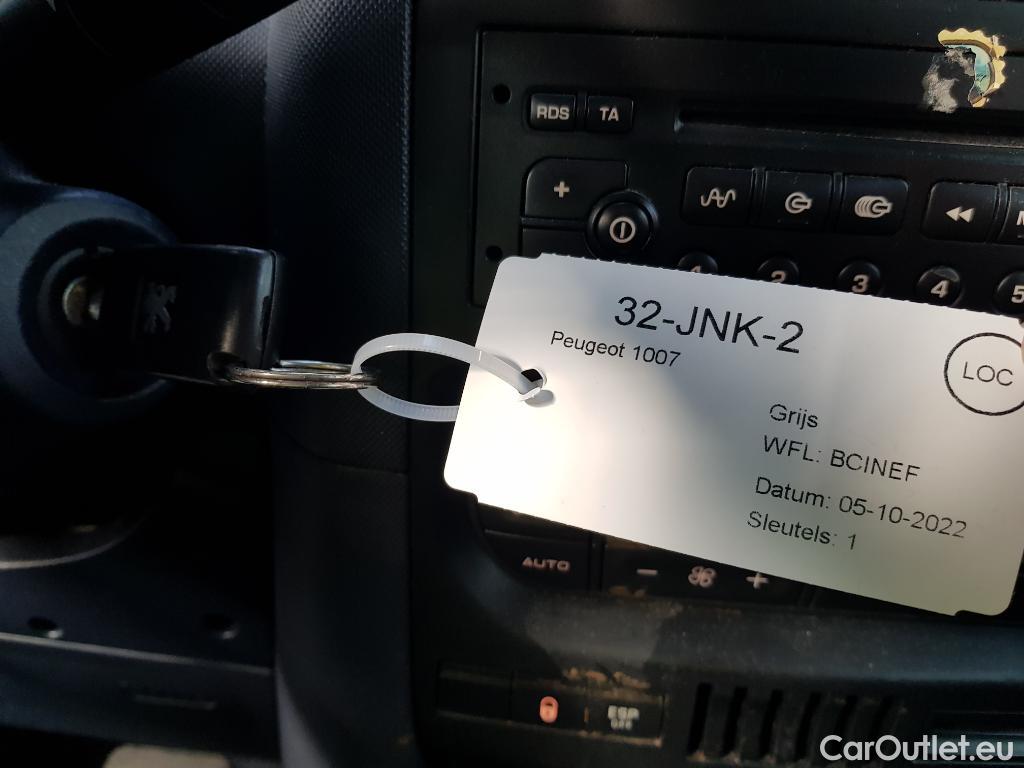 RDS TA
+
1 2 3 4 5
32-JNK-2
Peugeot 1007
LOC
Grijs
WFL: BCINEF
Datum: 05-10-2022
Sleutels: 1
AUTO
- +
ESP
OFF
CarOutlet.eu